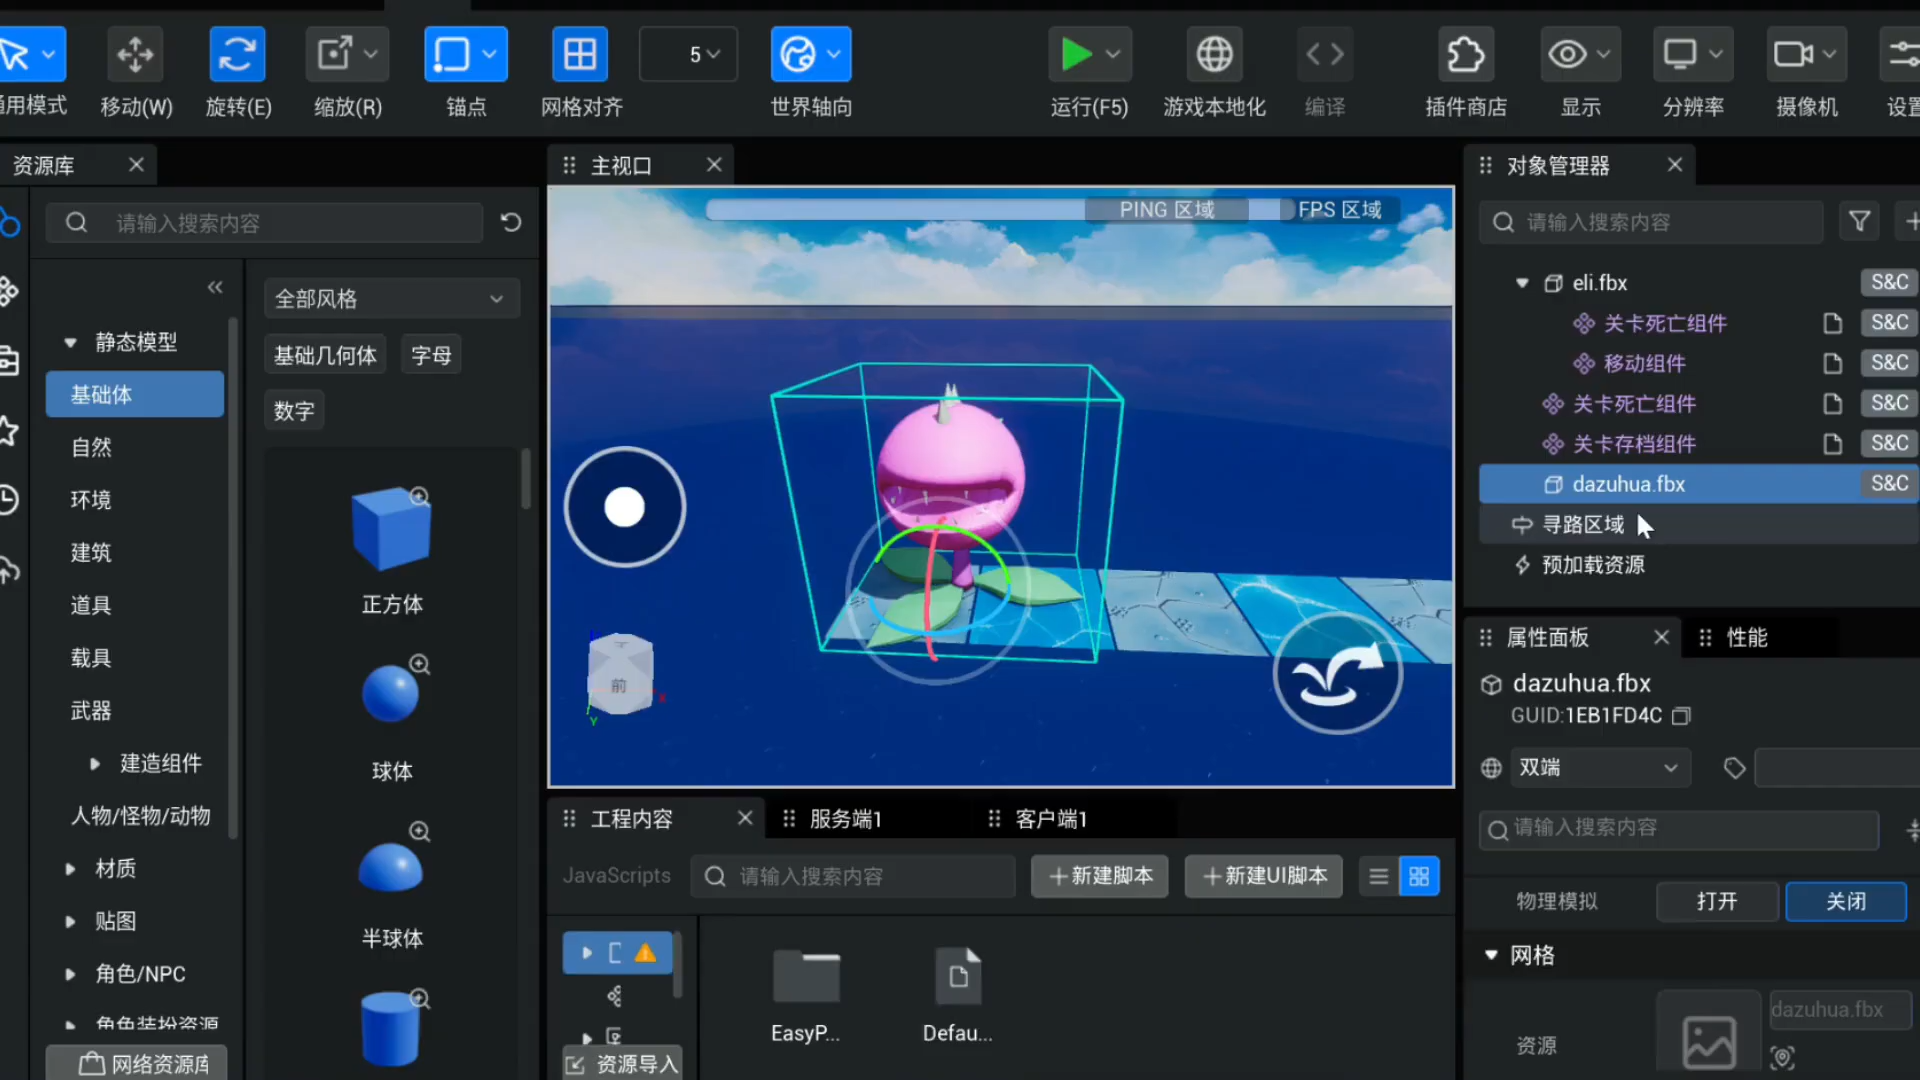 通用模式
移动(W)
旋转(E)
缩放(R)
锚点
网格对齐
5
世界轴向
运行(F5)
游戏本地化
编译
插件商店
显示
分辨率
摄像机
设置
资源库
请输入搜索内容
全部风格
基础几何体
字母
数字
静态模型
基础体
自然
环境
建筑
道具
载具
武器
建造组件
人物/怪物/动物
材质
贴图
角色/NPC
角色装扮资源
网络资源库
正方体
球体
半球体
主视口
PING 区域
FPS 区域
前
Y
工程内容
服务端1
客户端1
JavaScripts
请输入搜索内容
+新建脚本
+新建UI脚本
资源导入
EasyP...
Defau...
对象管理器
请输入搜索内容
eli.fbx
S&C
关卡死亡组件
S&C
移动组件
S&C
关卡死亡组件
S&C
关卡存档组件
S&C
dazuhua.fbx
S&C
寻路区域
预加载资源
属性面板
性能
dazuhua.fbx
GUID:1EB1FD4C
双端
请输入搜索内容
物理模拟
打开
关闭
网格
资源
dazuhua.fbx